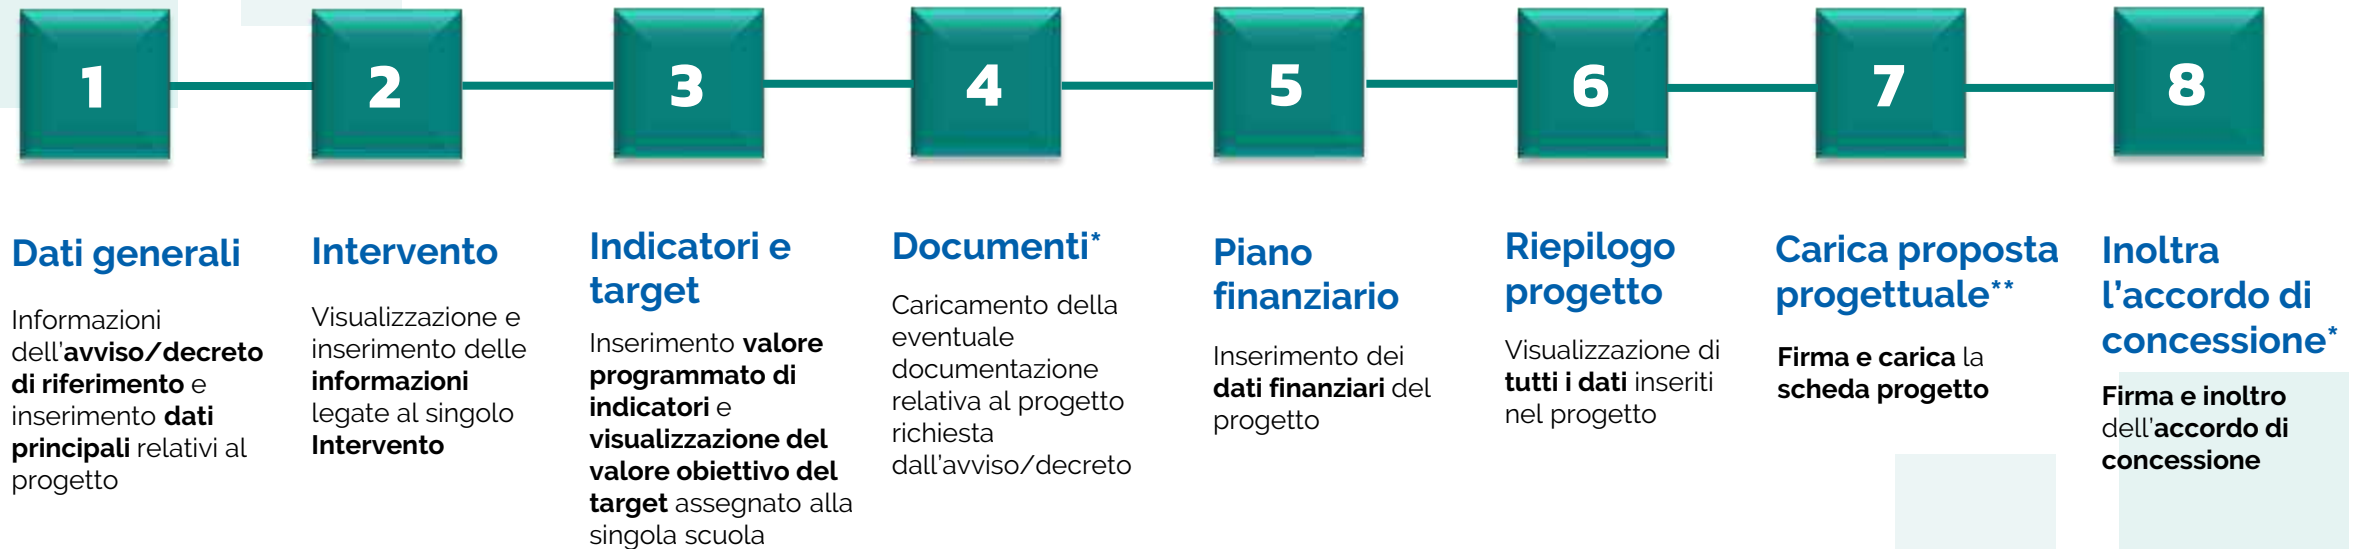 1
2
3
4
5
6
7
8
Dati generali
Informazioni
dell'avviso/decreto
di riferimento e
inserimento dati
principali relativi al
progetto
Intervento
Visualizzazione e
inserimento delle
informazioni
legate al singolo
Intervento
Indicatori e
target
Inserimento valore
programmato di
indicatori e
visualizzazione del
valore obiettivo del
target assegnato alla
singola scuola
Documenti*
Caricamento della
eventuale
documentazione
relativa al progetto
richiesta
dall'avviso/decreto
Piano
finanziario
Inserimento dei
dati finanziari del
progetto
Riepilogo
progetto
Visualizzazione di
tutti i dati inseriti
nel progetto
Carica proposta
progettuale**
Firma e carica la
scheda progetto
Inoltra
l'accordo di
concessione*
Firma e inoltro
dell'accordo di
concessione